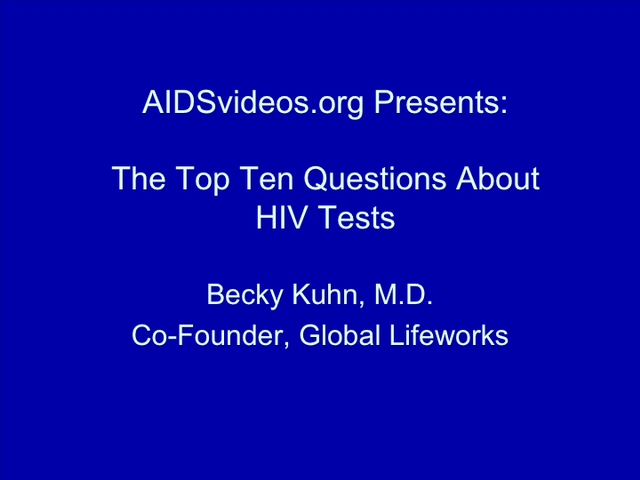 AIDSvideos.org Presents:
The Top Ten Questions About
HIV Tests
Becky Kuhn, M.D.
Co-Founder, Global Lifeworks